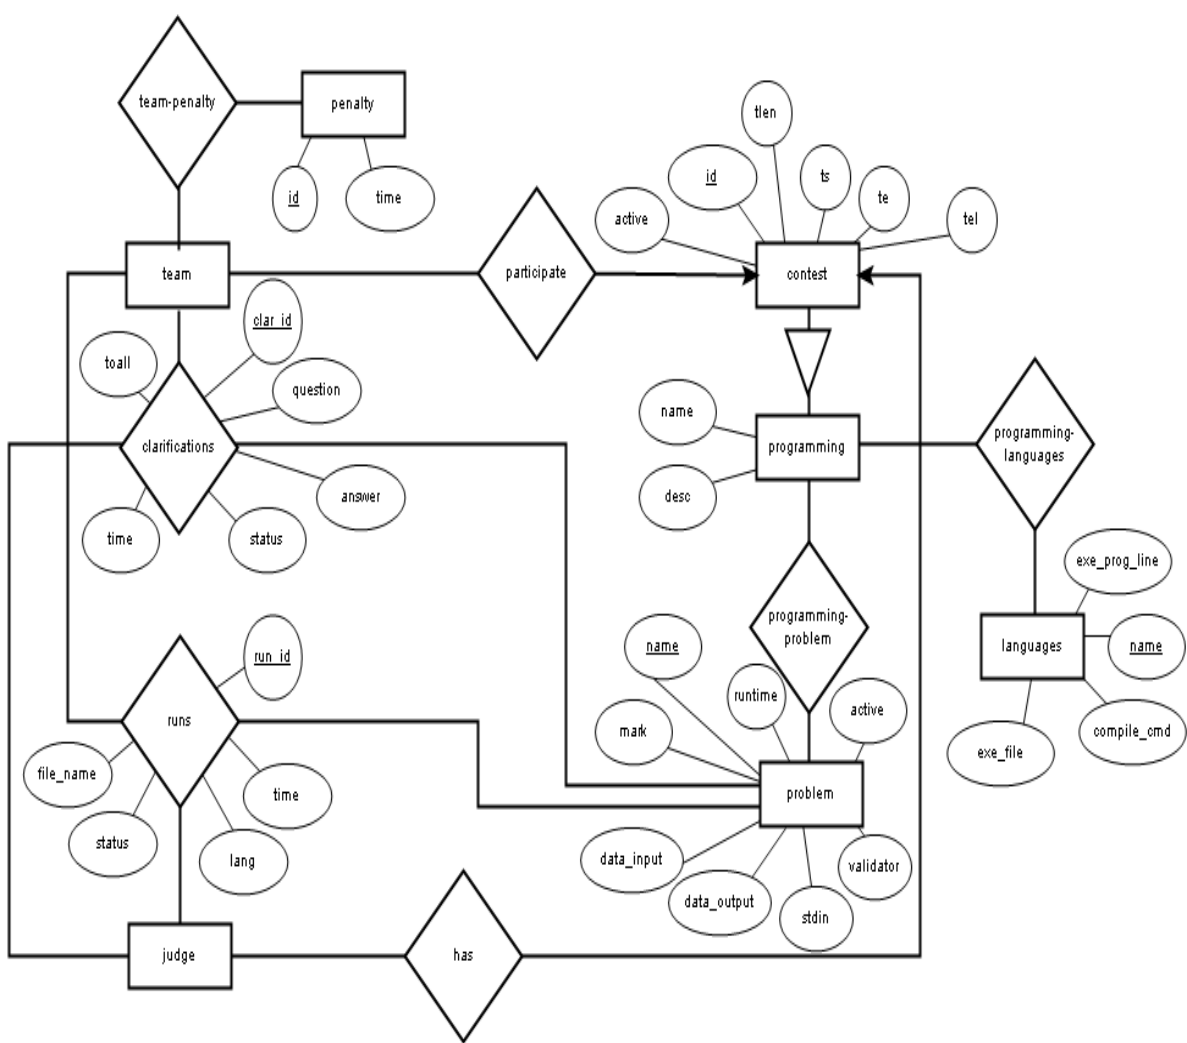 team-penalty
penalty
id
time
tlen
id
ts
te
tel
active
team
participate
contest
clar_id
toall
question
clarifications
answer
time
status
name
programming
desc
programming-
languages
exe_prog_line
languages
name
exe_file
compile_cmd
programming-
problem
name
runtime
active
mark
problem
data_input
data_output
stdin
validator
run_id
runs
file_name
time
status
lang
judge
has